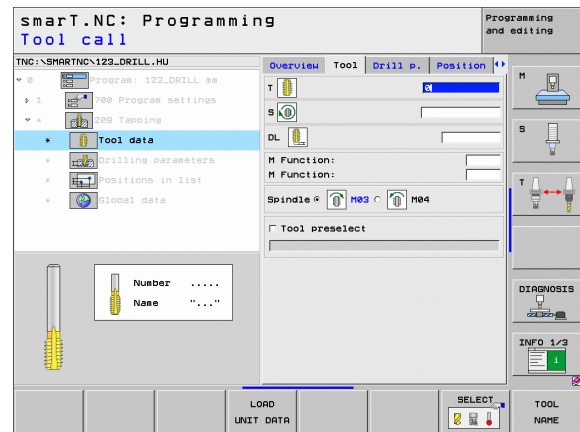 smarT.NC: Programming
Tool call
Programming
and editing
TNC:\SMARTNC\123_DRILL.HU
0 Program: 123_DRILL mm
1 700 Program settings
* 209 Tapping
* Tool data
* Drilling parameters
* Positions in list
* Global data
Overview Tool Drill p. Position
T 0
S
DL
M Function:
M Function:
Spindle M03 M04
Tool preselect
Number .....
Name "..."
M
S
T
DIAGNOSIS
INFO 1/3
LOAD
UNIT DATA
SELECT
TOOL
NAME